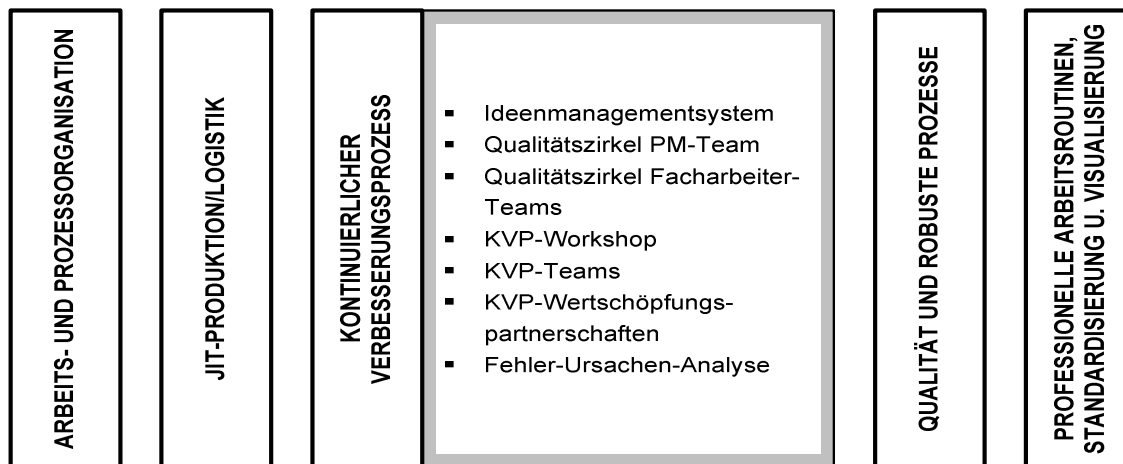 ARBEITS- UND PROZESSORGANISATION
JIT-PRODUKTION/LOGISTIK
KONTINUIERLICHER
VERBESSERUNGSPROZESS
▪ Ideenmanagementsystem
▪ Qualitätszirkel PM-Team
▪ Qualitätszirkel Facharbeiter-
Teams
▪ KVP-Workshop
▪ KVP-Teams
▪ KVP-Wertschöpfungs-
partnerschaften
▪ Fehler-Ursachen-Analyse
QUALITÄT UND ROBUSTE PROZESSE
PROFESSIONELLE ARBEITSROUTINEN,
STANDARDISIERUNG U. VISUALISIERUNG